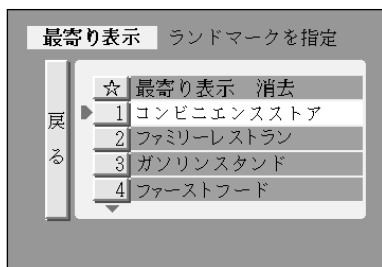 最寄り表示 ランドマークを指定
戻る
☆ 最寄り表示 消去
1 コンビニエンスストア
2 ファミリーレストラン
3 ガソリンスタンド
4 ファーストフード